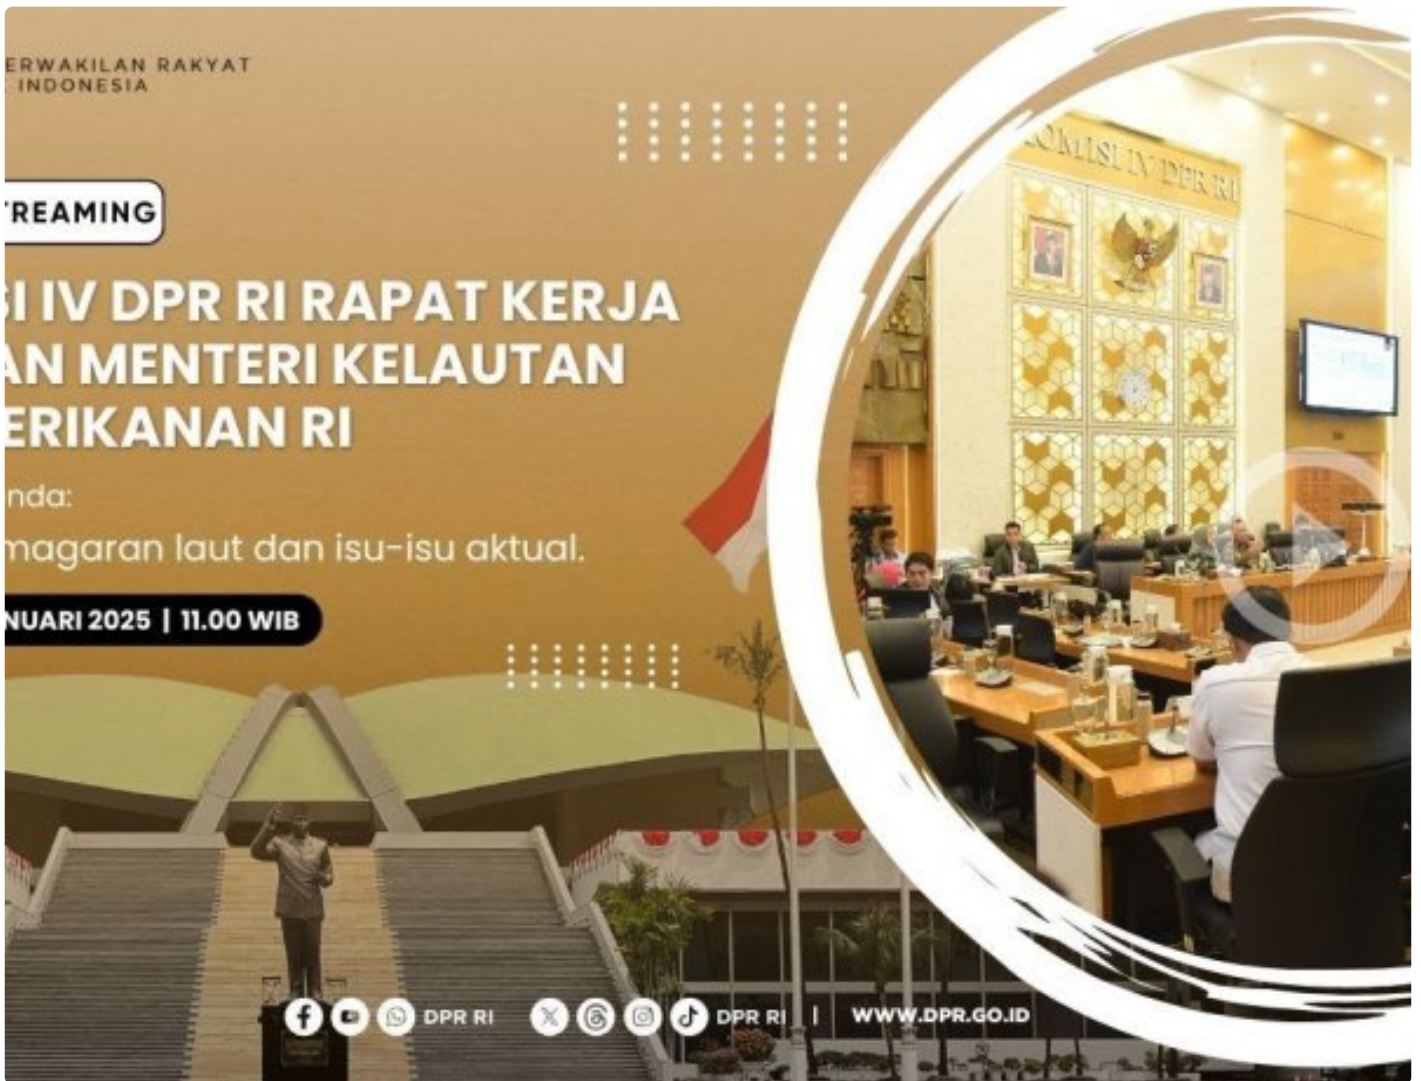 ERWAKILAN RAKYAT
INDONESIA
TREAMING
SI IV DPR RI RAPAT KERJA
AN MENTERI KELAUTAN
ERIKANAN RI
nda:
magaran laut dan isu-isu aktual.
NUARI 2025 | 11.00 WIB
KOMISI IV DPR RI
DPR RI
DPR RI | WWW.DPR.GO.ID